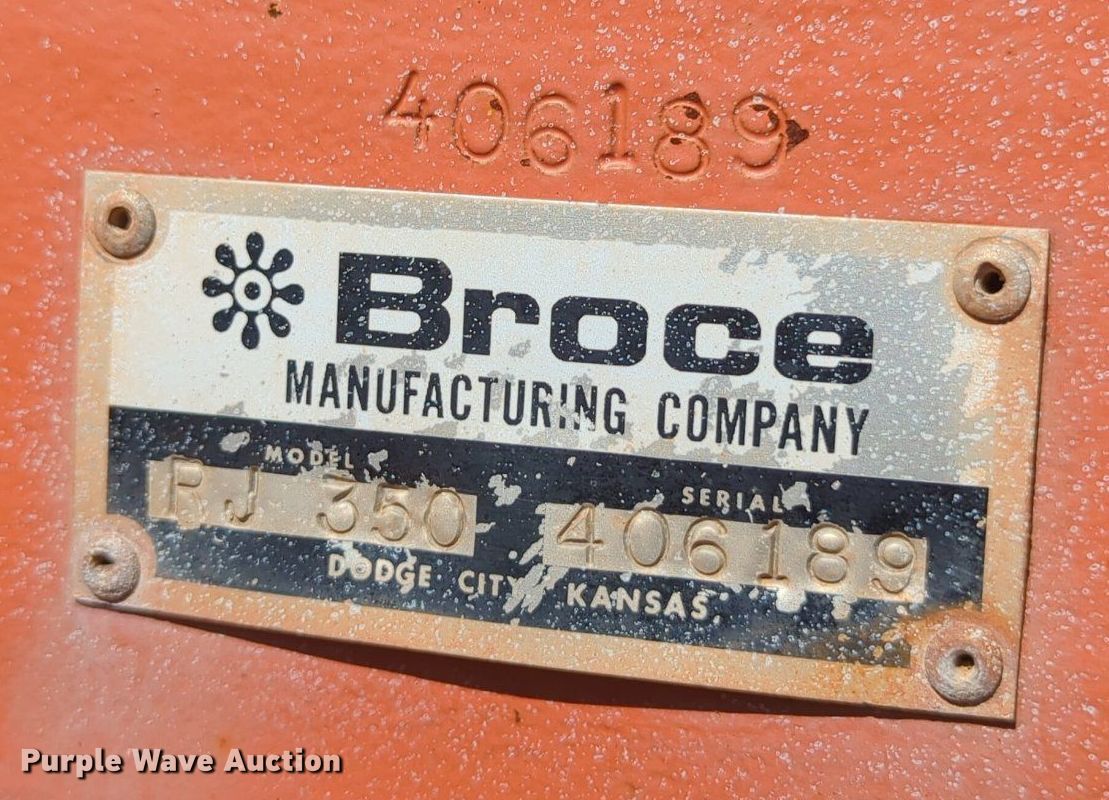 406189
Broce
MANUFACTURING COMPANY
MODEL SERIAL
RJ 350 406189
DODGE CITY, KANSAS
Purple Wave Auction